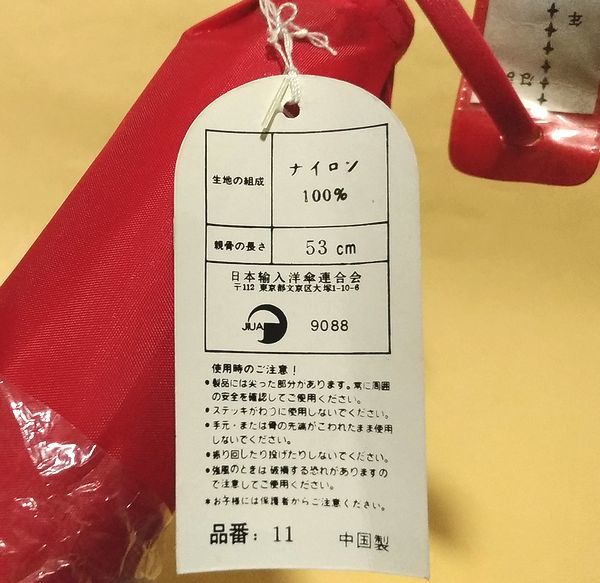 生地の組成
ナイロン
100%
親骨の長さ
53 cm
日本輸入洋傘連合会
〒112 東京都文京区大塚1-10-6
JIUA
9088
使用時のご注意!
●製品には尖った部分があります。常に周囲
の安全を確認してご使用ください。
●ステッキがわりに使用しないでください。
●手元・または骨の先端がこわれたまま使用
しないでください。
●振り回したり投げたりしないでください。
●強風のときは破損する恐れがありますの
で注意してご使用ください。
*お子様には保護者からご注意ください。
品番: 11 中国製
年